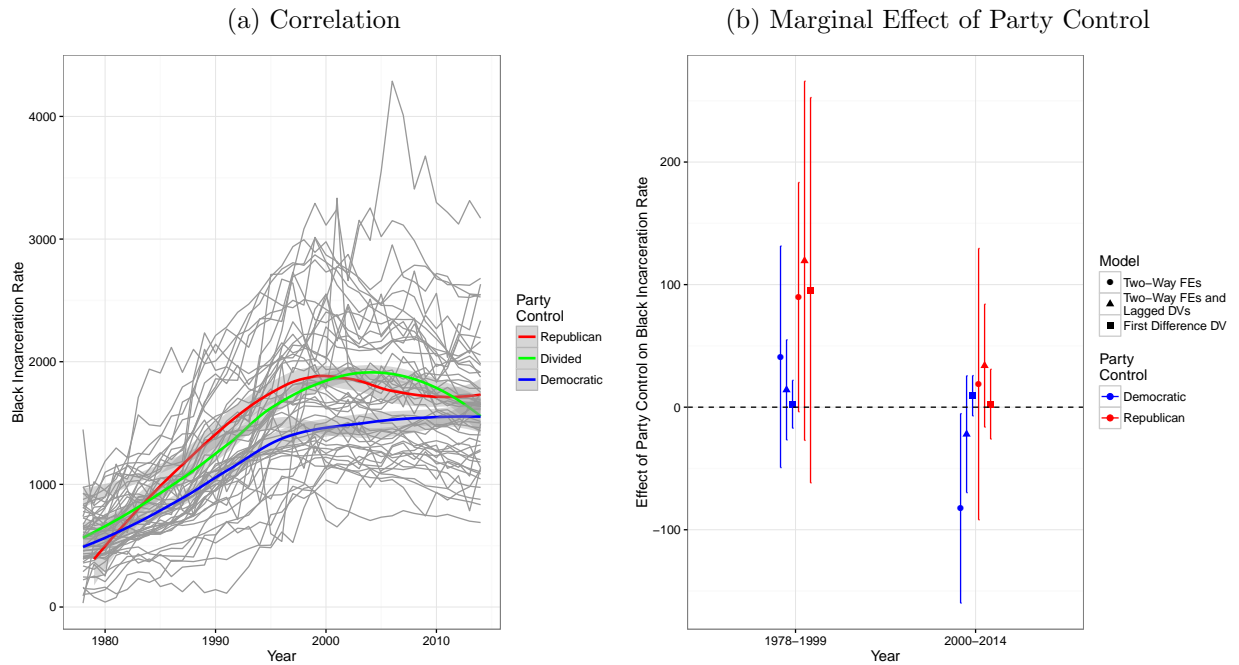 (a) Correlation
Black Incarceration Rate
4000
3000
2000
1000
0
1980
1990
2000
2010
Year
Party
Control
Republican
Divided
Democratic
(b) Marginal Effect of Party Control
Effect of Party Control on Black Incarceration Rate
200
100
0
−100
1978−1999
2000−2014
Year
Model
Two−Way FEs
Two−Way FEs and
Lagged DVs
First Difference DV
Party
Control
Democratic
Republican